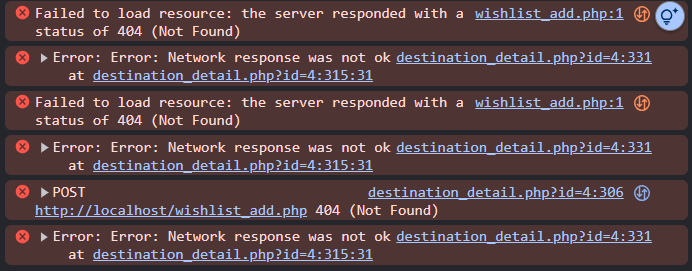 Failed to load resource: the server responded with a wishlist_add.php:1
status of 404 (Not Found)
Error: Error: Network response was not ok destination_detail.php?id=4:331
at destination_detail.php?id=4:315:31
Failed to load resource: the server responded with a wishlist_add.php:1
status of 404 (Not Found)
Error: Error: Network response was not ok destination_detail.php?id=4:331
at destination_detail.php?id=4:315:31
POST destination_detail.php?id=4:306
http://localhost/wishlist_add.php 404 (Not Found)
Error: Error: Network response was not ok destination_detail.php?id=4:331
at destination_detail.php?id=4:315:31